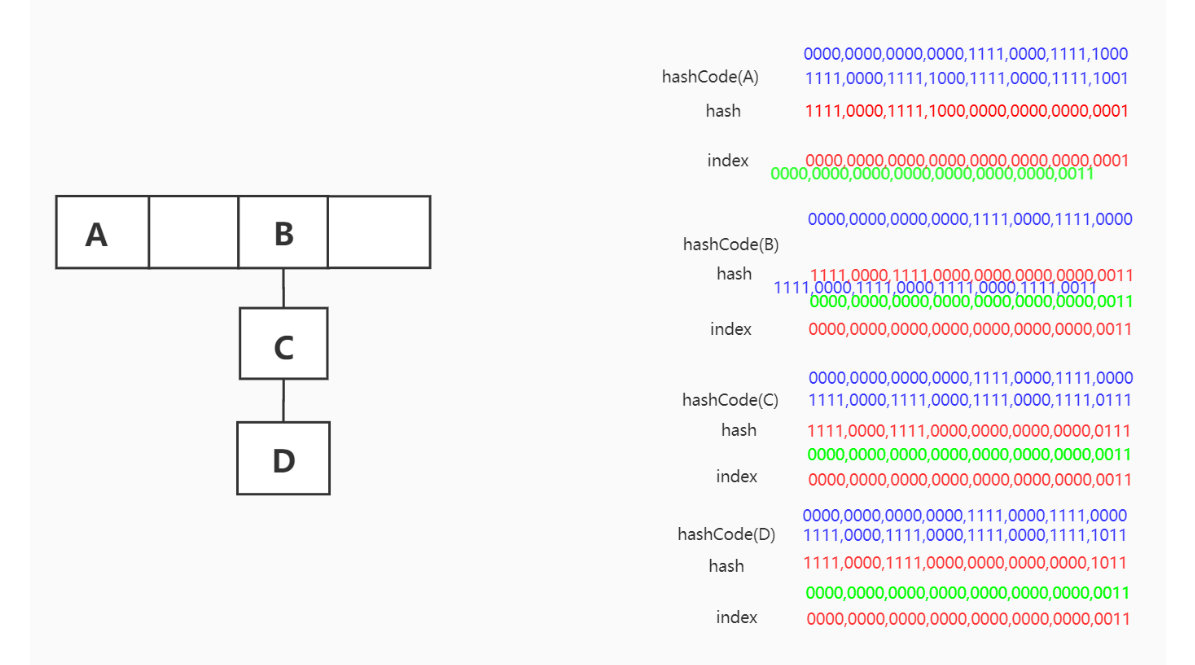 A
B
C
D
0000,0000,0000,0000,1111,0000,1111,1000
hashCode(A) 1111,0000,1111,1000,1111,0000,1111,1001
hash 1111,0000,1111,1000,0000,0000,0000,0001
index 0000,0000,0000,0000,0000,0000,0000,0001
0000,0000,0000,0000,0000,0000,0000,0011
0000,0000,0000,0000,1111,0000,1111,0000
hashCode(B)
hash 1111,0000,1111,0000,0000,0000,0000,0011
1111,0000,1111,0000,1111,0000,1111,0011
0000,0000,0000,0000,0000,0000,0000,0011
index 0000,0000,0000,0000,0000,0000,0000,0011
0000,0000,0000,0000,1111,0000,1111,0000
hashCode(C) 1111,0000,1111,0000,1111,0000,1111,0111
hash 1111,0000,1111,0000,0000,0000,0000,0111
0000,0000,0000,0000,0000,0000,0000,0011
index 0000,0000,0000,0000,0000,0000,0000,0011
0000,0000,0000,0000,1111,0000,1111,0000
hashCode(D) 1111,0000,1111,0000,1111,0000,1111,1011
hash 1111,0000,1111,0000,0000,0000,0000,1011
0000,0000,0000,0000,0000,0000,0000,0011
index 0000,0000,0000,0000,0000,0000,0000,0011